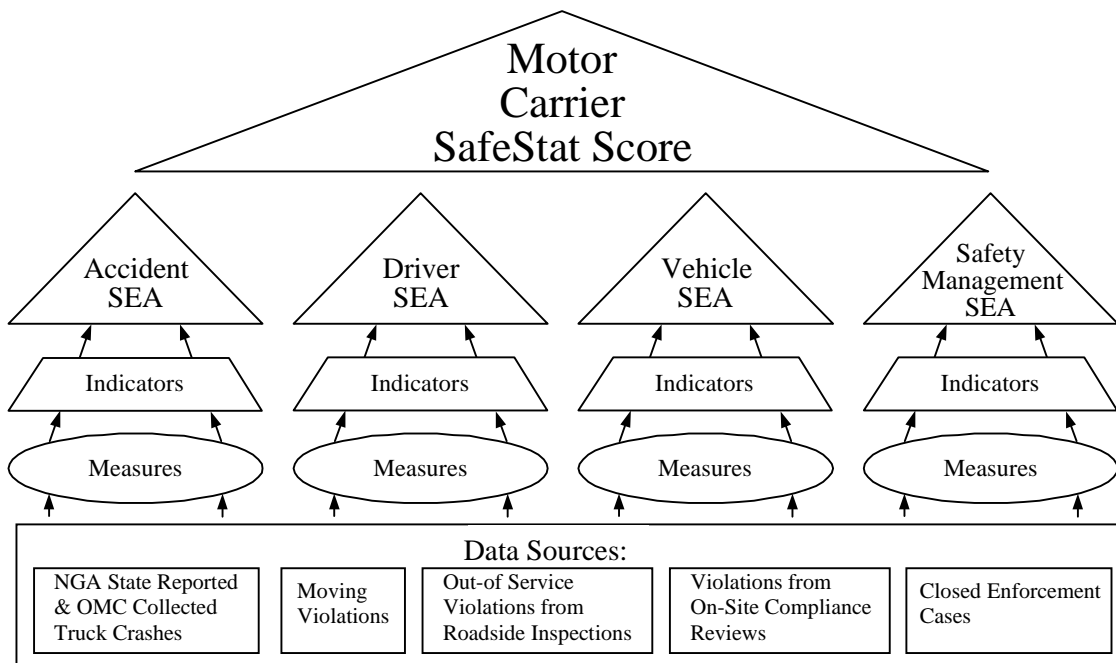 Motor
Carrier
SafeStat Score
Accident
SEA
Driver
SEA
Vehicle
SEA
Safety
Management
SEA
Indicators
Indicators
Indicators
Indicators
Measures
Measures
Measures
Measures
Data Sources:
NGA State Reported
& OMC Collected
Truck Crashes
Moving
Violations
Out-of Service
Violations from
Roadside Inspections
Violations from
On-Site Compliance
Reviews
Closed Enforcement
Cases